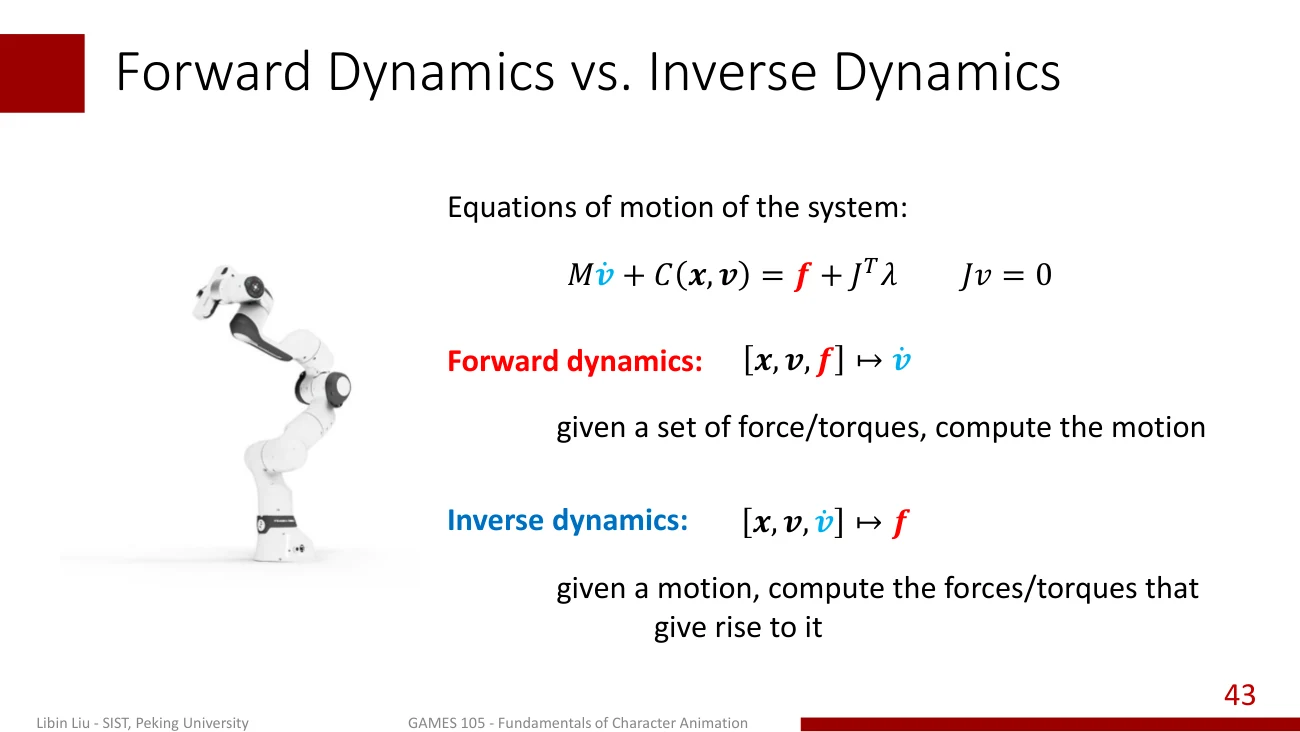 Forward Dynamics vs. Inverse Dynamics
Equations of motion of the system:
𝑀𝒗̇ + 𝐶(𝒙, 𝒗) = 𝒇 + 𝐽ᵀ𝜆  𝐽𝑣 = 0
Forward dynamics: [𝒙, 𝒗, 𝒇] ↦ 𝒗̇
given a set of force/torques, compute the motion
Inverse dynamics: [𝒙, 𝒗, 𝒗̇] ↦ 𝒇
given a motion, compute the forces/torques that
give rise to it
43
Libin Liu - SIST, Peking University
GAMES 105 - Fundamentals of Character Animation